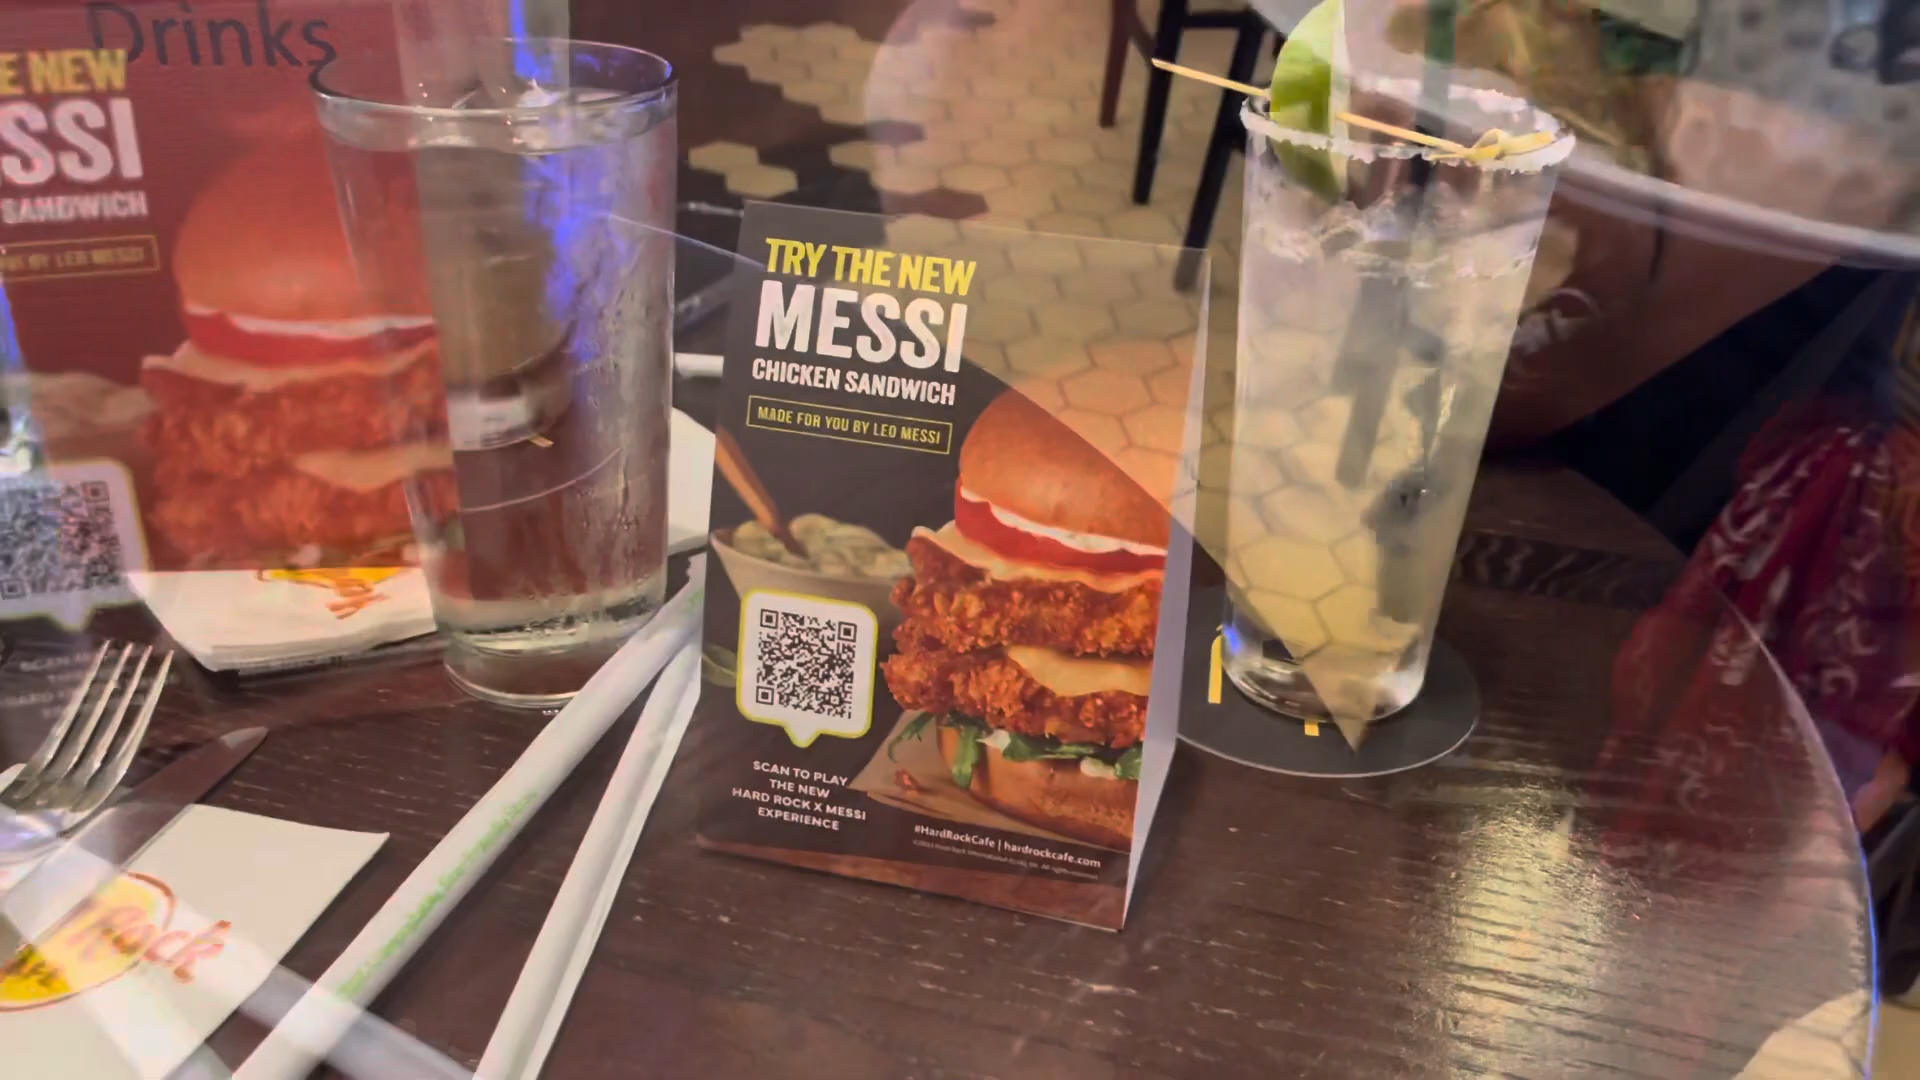 Drinks
E NEW
SSI
SANDWICH
BY LEO MESSI
TRY THE NEW
MESSI
CHICKEN SANDWICH
MADE FOR YOU BY LEO MESSI
SCAN TO PLAY
THE NEW
HARD ROCK X MESSI
EXPERIENCE
#HardRockCafe | hardrockcafe.com
Rock